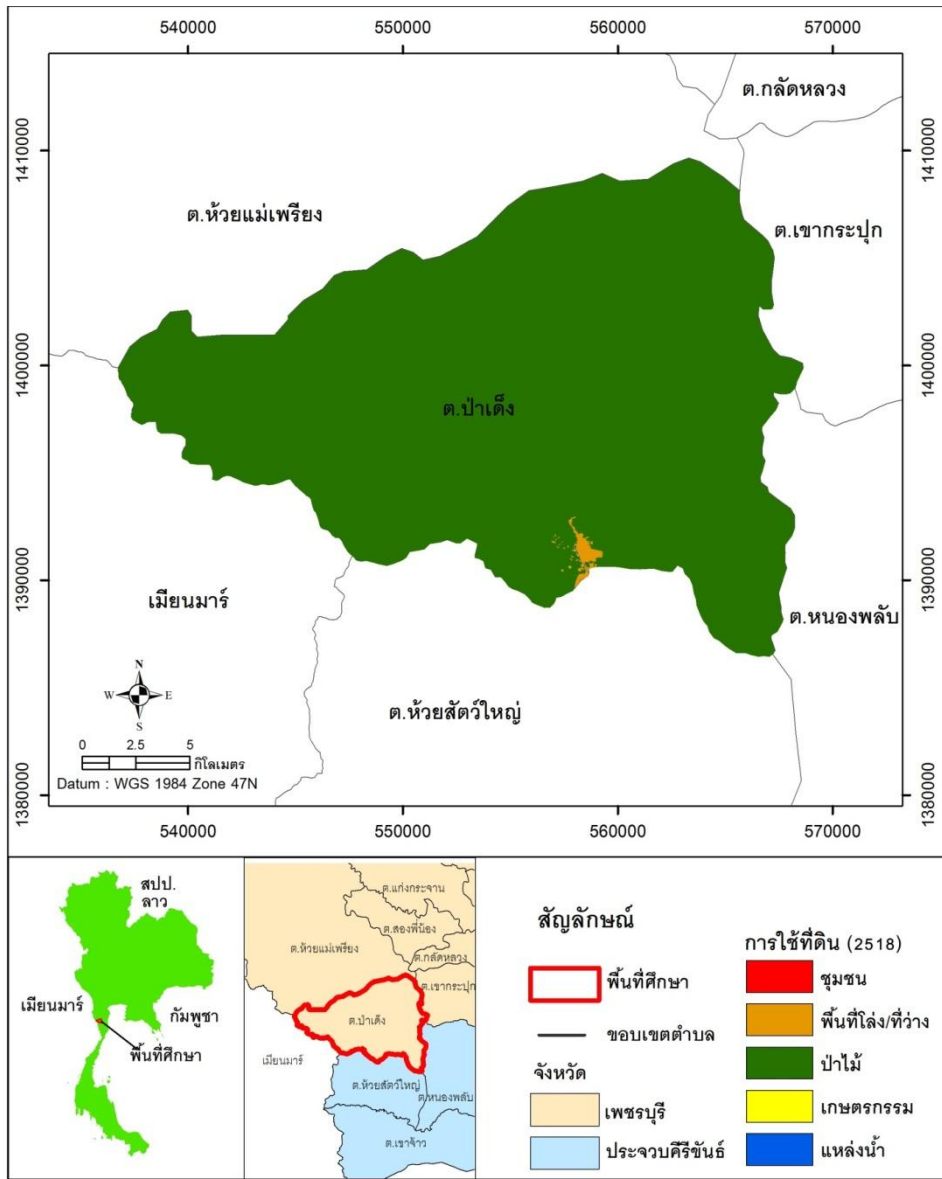 540000 550000 560000 570000
ต.กลัดหลวง
1410000 1410000
ต.ห้วยแม่เพรียง
ต.เขากระปุก
1400000 1400000
ต.ป่าเด็ง
1390000 1390000
เมียนมาร์
ต.หนองพลับ
ต.ห้วยสัตว์ใหญ่
N
W E
S
0 2.5 5
กิโลเมตร
Datum : WGS 1984 Zone 47N
1380000 1380000
540000 550000 560000 570000
สปป.
ลาว
เมียนมาร์
กัมพูชา
พื้นที่ศึกษา
ต.แก่งกระจาน
ต.สองพี่น้อง
ต.ห้วยแม่เพรียง
ต.กลัดหลวง
ต.เขากระปุก
ต.ป่าเด็ง
เมียนมาร์
ต.ห้วยสัตว์ใหญ่
ต.หนองพลับ
ต.เขาจ้าว
สัญลักษณ์
พื้นที่ศึกษา
ขอบเขตตำบล
จังหวัด
เพชรบุรี
ประจวบคีรีขันธ์
การใช้ที่ดิน (2518)
ชุมชน
พื้นที่โล่ง/ที่ว่าง
ป่าไม้
เกษตรกรรม
แหล่งน้ำ